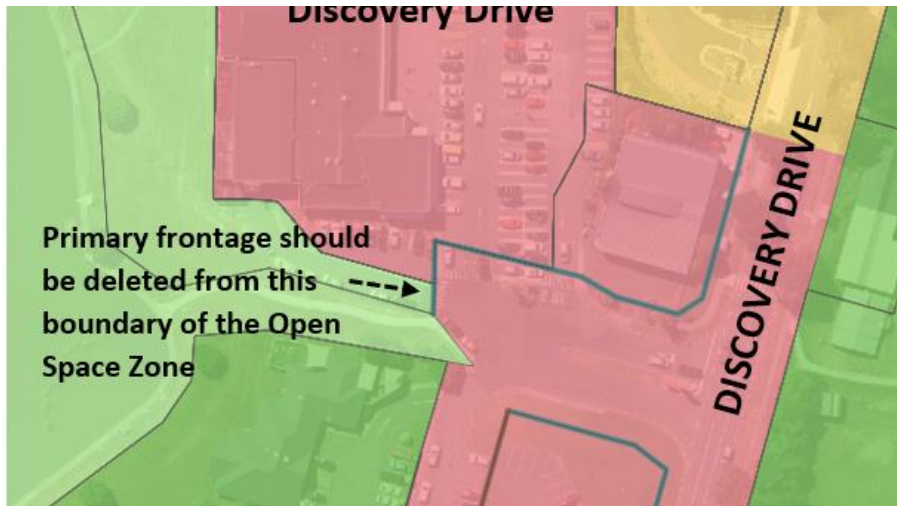 Discovery Drive
Primary frontage should
be deleted from this
boundary of the Open
Space Zone
DISCOVERY DRIVE